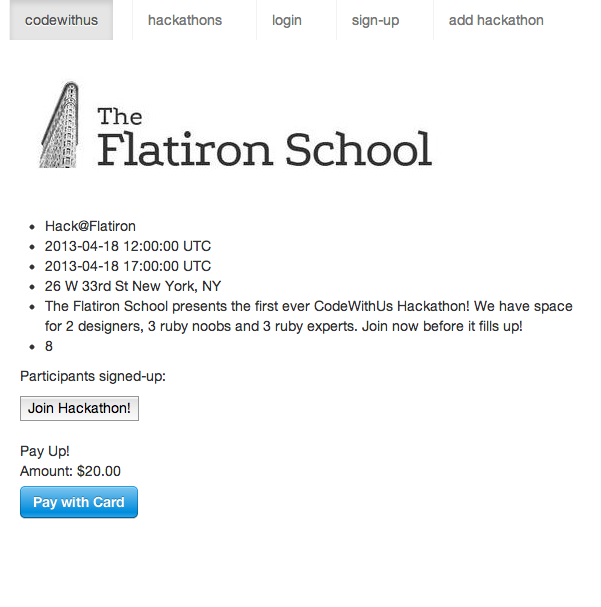 codewithus hackathons login sign-up add hackathon
The
Flatiron School
Hack@Flatiron
2013-04-18 12:00:00 UTC
2013-04-18 17:00:00 UTC
26 W 33rd St New York, NY
The Flatiron School presents the first ever CodeWithUs Hackathon! We have space
for 2 designers, 3 ruby noobs and 3 ruby experts. Join now before it fills up!
8
Participants signed-up:
Join Hackathon!
Pay Up!
Amount: $20.00
Pay with Card